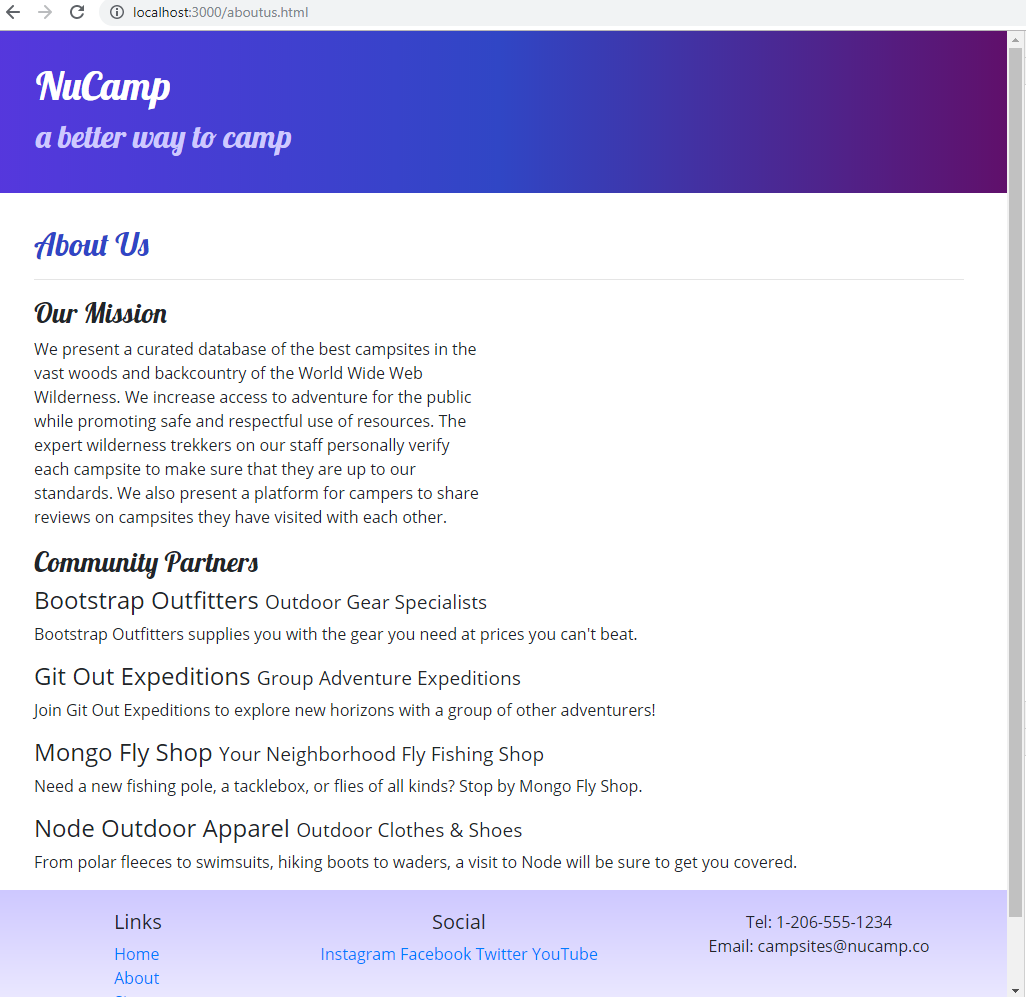 localhost:3000/aboutus.html
NuCamp
a better way to camp
About Us
Our Mission
We present a curated database of the best campsites in the
vast woods and backcountry of the World Wide Web
Wilderness. We increase access to adventure for the public
while promoting safe and respectful use of resources. The
expert wilderness trekkers on our staff personally verify
each campsite to make sure that they are up to our
standards. We also present a platform for campers to share
reviews on campsites they have visited with each other.
Community Partners
Bootstrap Outfitters Outdoor Gear Specialists
Bootstrap Outfitters supplies you with the gear you need at prices you can't beat.
Git Out Expeditions Group Adventure Expeditions
Join Git Out Expeditions to explore new horizons with a group of other adventurers!
Mongo Fly Shop Your Neighborhood Fly Fishing Shop
Need a new fishing pole, a tacklebox, or flies of all kinds? Stop by Mongo Fly Shop.
Node Outdoor Apparel Outdoor Clothes & Shoes
From polar fleeces to swimsuits, hiking boots to waders, a visit to Node will be sure to get you covered.
Links
Home
About
Social
Instagram Facebook Twitter YouTube
Tel: 1-206-555-1234
Email: campsites@nucamp.co